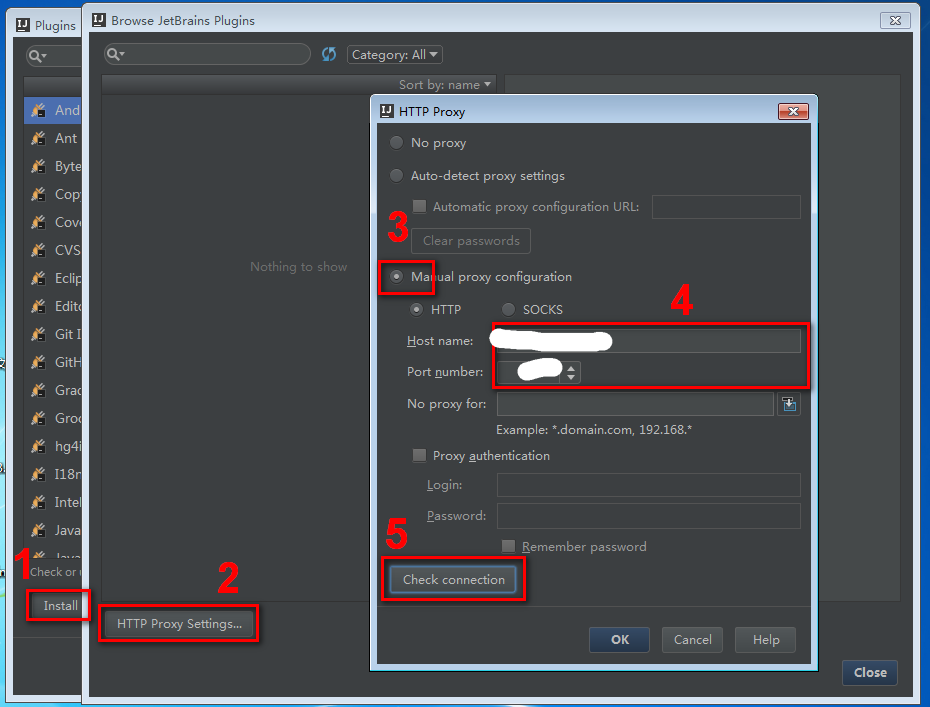 Plugins
Browse JetBrains Plugins
Category: All
Sort by: name
And
Ant
Byte
Cop
Cove
CVS
Eclip
Edito
Git I
GitH
Grad
Groo
hg4i
I18n
Intel
Java
Java
Check or u
1
Install
Nothing to show
2
HTTP Proxy Settings...
HTTP Proxy
No proxy
Auto-detect proxy settings
Automatic proxy configuration URL:
3
Clear passwords
Manual proxy configuration
4
HTTP
SOCKS
Host name:
Port number:
No proxy for:
Example: *.domain.com, 192.168.*
Proxy authentication
Login:
Password:
5
Remember password
Check connection
OK
Cancel
Help
Close